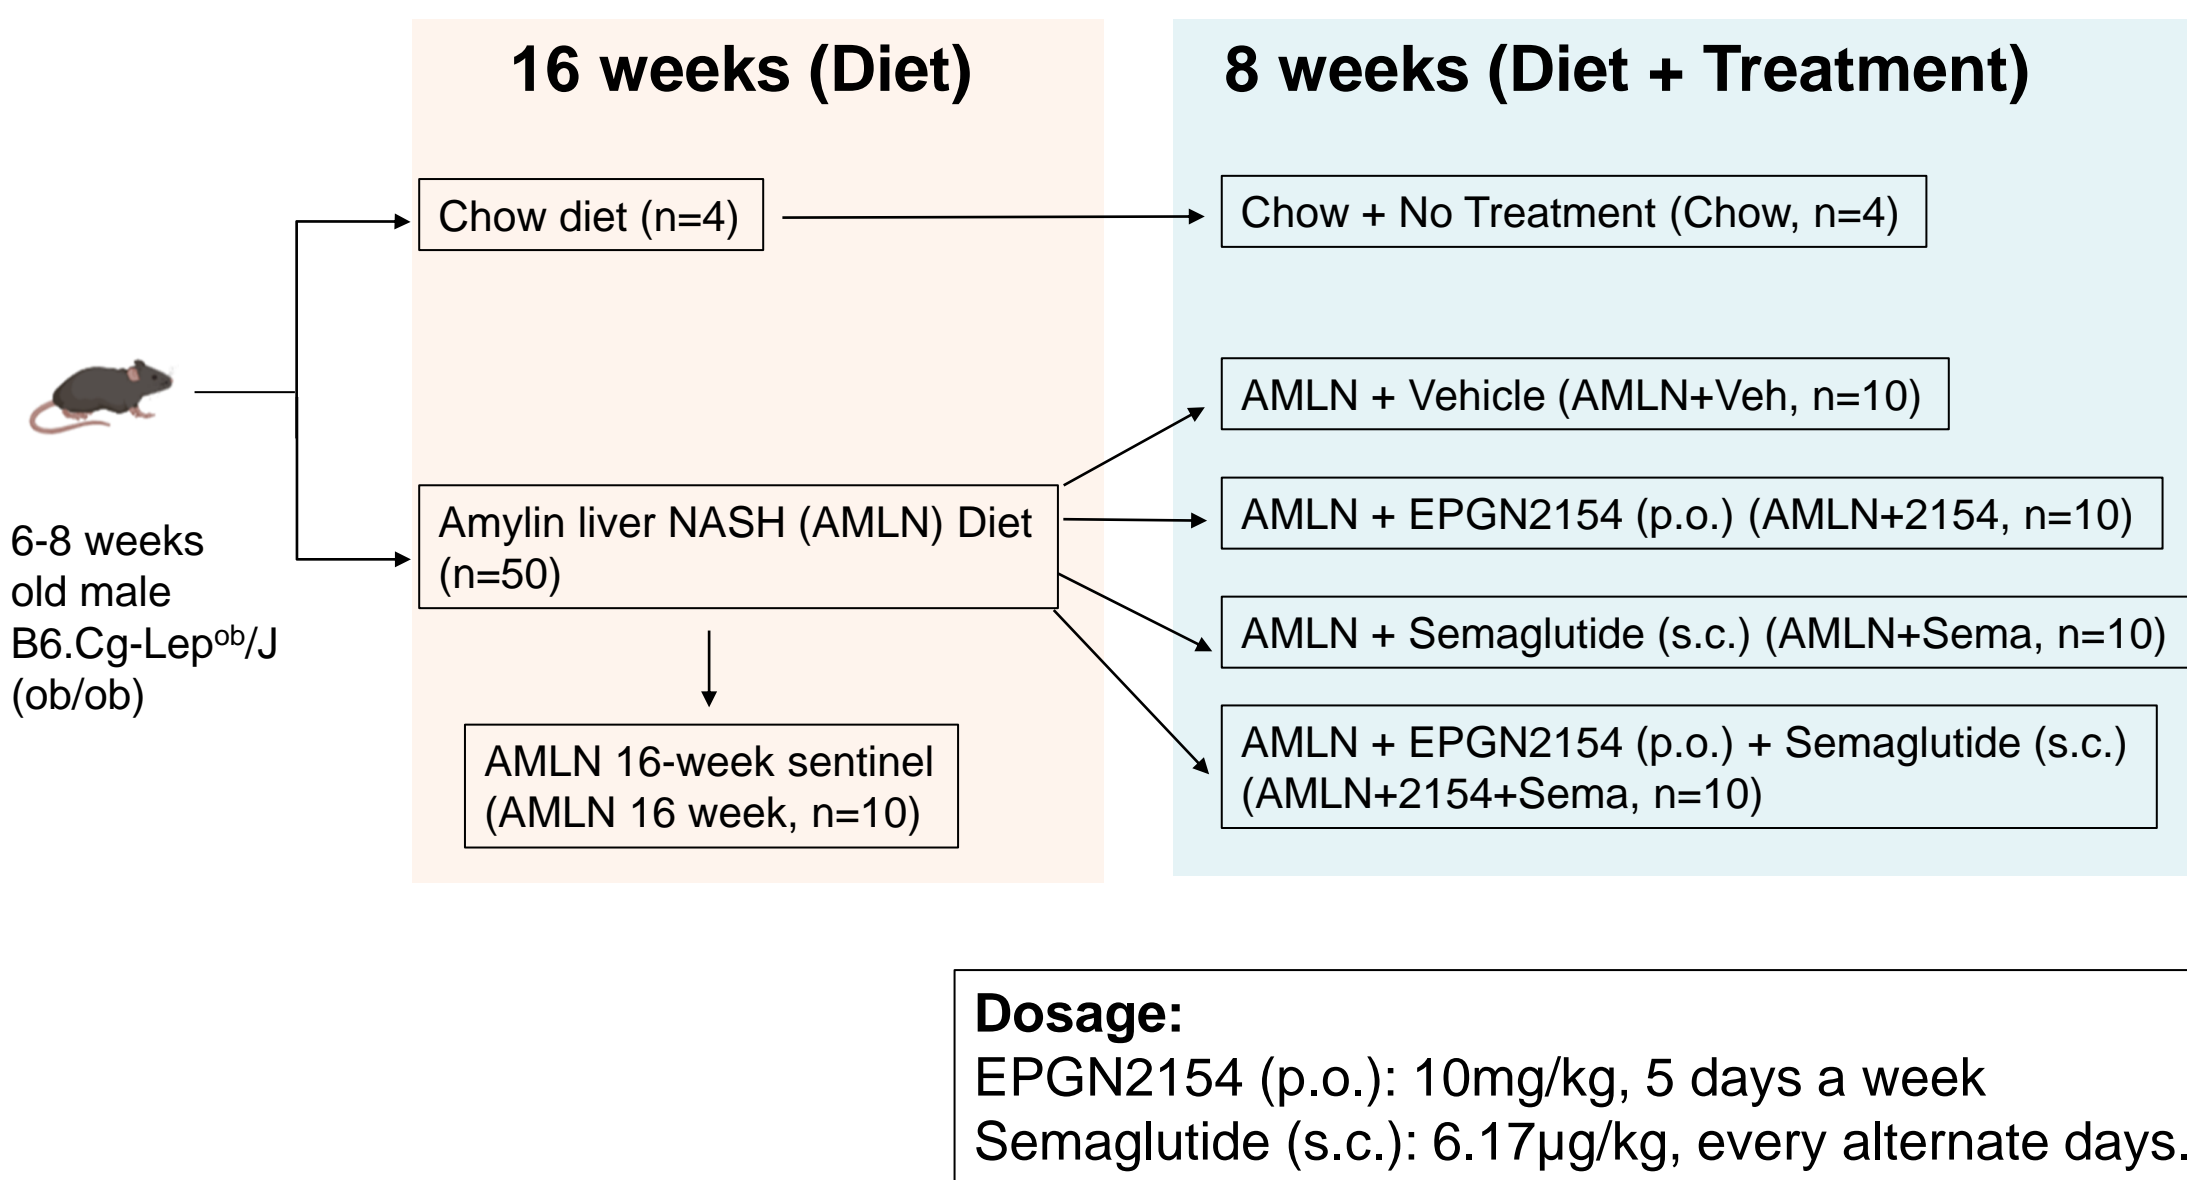 16 weeks (Diet)
8 weeks (Diet + Treatment)
Chow diet (n=4)
Chow + No Treatment (Chow, n=4)
AMLN + Vehicle (AMLN+Veh, n=10)
6-8 weeks
old male
B6.Cg-Lepᵒᵇ/J
(ob/ob)
Amylin liver NASH (AMLN) Diet
(n=50)
AMLN + EPGN2154 (p.o.) (AMLN+2154, n=10)
AMLN + Semaglutide (s.c.) (AMLN+Sema, n=10)
AMLN 16-week sentinel
(AMLN 16 week, n=10)
AMLN + EPGN2154 (p.o.) + Semaglutide (s.c.)
(AMLN+2154+Sema, n=10)
Dosage:
EPGN2154 (p.o.): 10mg/kg, 5 days a week
Semaglutide (s.c.): 6.17µg/kg, every alternate days.